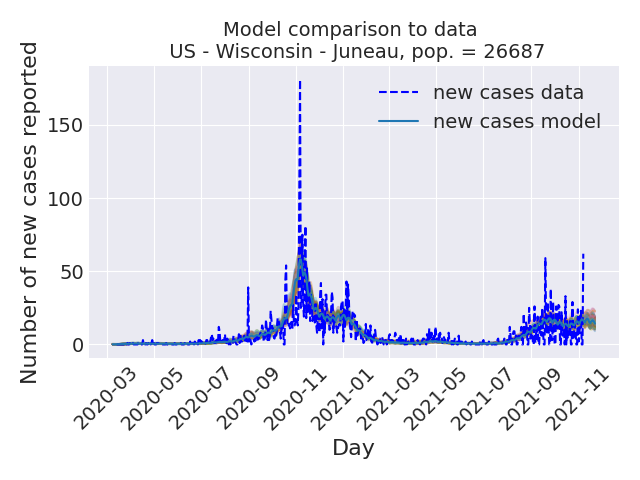 Model comparison to data
US - Wisconsin - Juneau, pop. = 26687
Number of new cases reported
150
100
50
0
new cases data
new cases model
2020-03
2020-05
2020-07
2020-09
2020-11
2021-01
2021-03
2021-05
2021-07
2021-09
2021-11
Day